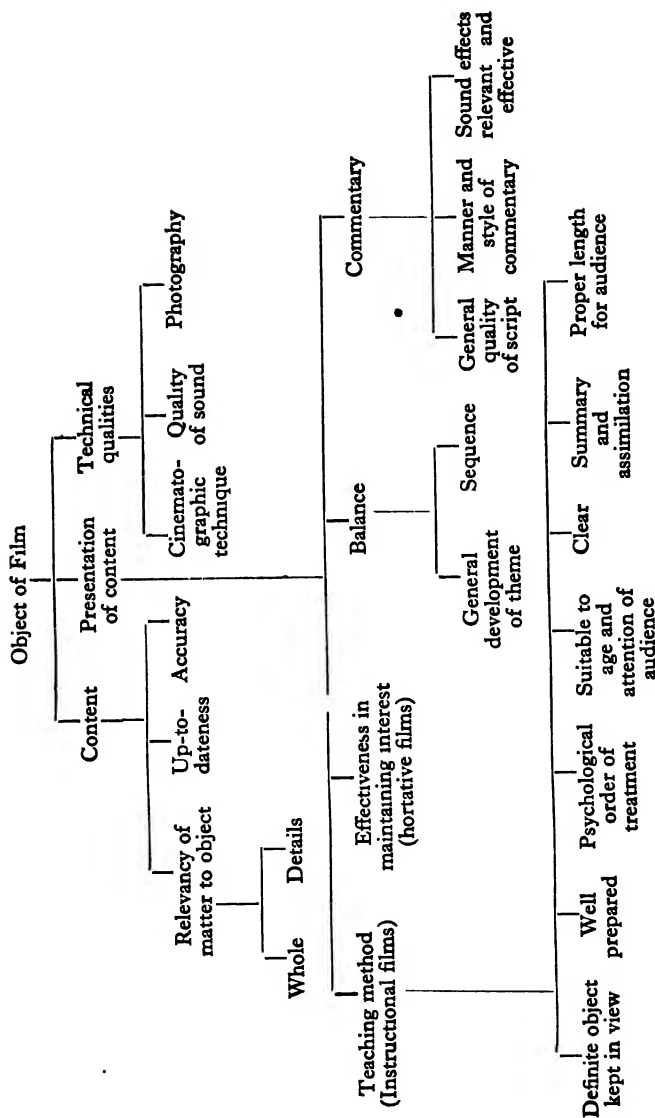 Object of Film
Content
Presentation
of content
Technical
qualities
Relevancy of
matter to object
Up-to-
dateness
Accuracy
Cinemato-
graphic
technique
Quality
of sound
Photography
Whole
Details
Teaching method
(Instructional films)
Effectiveness in
maintaining interest
(hortative films)
Balance
Commentary
General
development
of theme
Sequence
General
quality
of script
Manner and
style of
commentary
Sound effects
relevant and
effective
Definite object
kept in view
Well
prepared
Psychological
order of
treatment
Suitable to
age and
attention of
audience
Clear
Summary
and
assimilation
Proper length
for audience